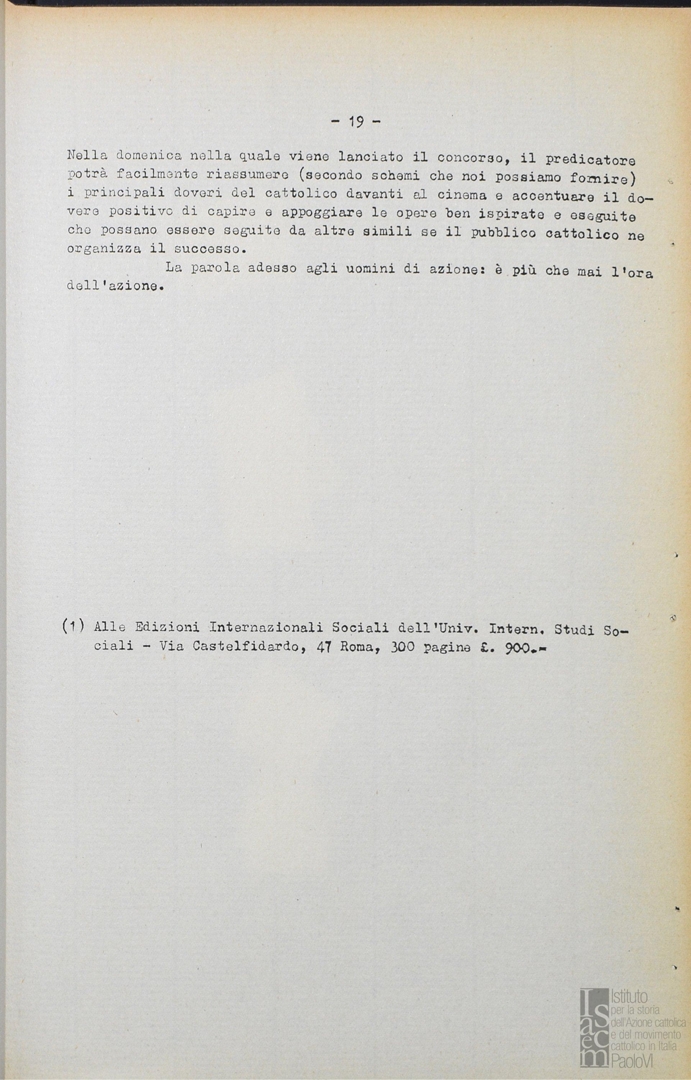 - 19 -
Nella domenica nella quale viene lanciato il concorso, il predicatore
potrà facilmente riassumere (secondo schemi che noi possiamo fornire)
i principali doveri del cattolico davanti al cinema e accentuare il do-
vere positivo di capire e appoggiare le opere ben ispirate e eseguite
che possano essere seguite da altre simili se il pubblico cattolico ne
organizza il successo.
La parola adesso agli uomini di azione: è più che mai l'ora
dell'azione.
(1) Alle Edizioni Internazionali Sociali dell'Univ. Intern. Studi So-
ciali - Via Castelfidardo, 47 Roma, 300 pagine £. 900.-
Isacem
Istituto
per la storia
dell'Azione cattolica
e del movimento
cattolico in Italia
PaoloVI